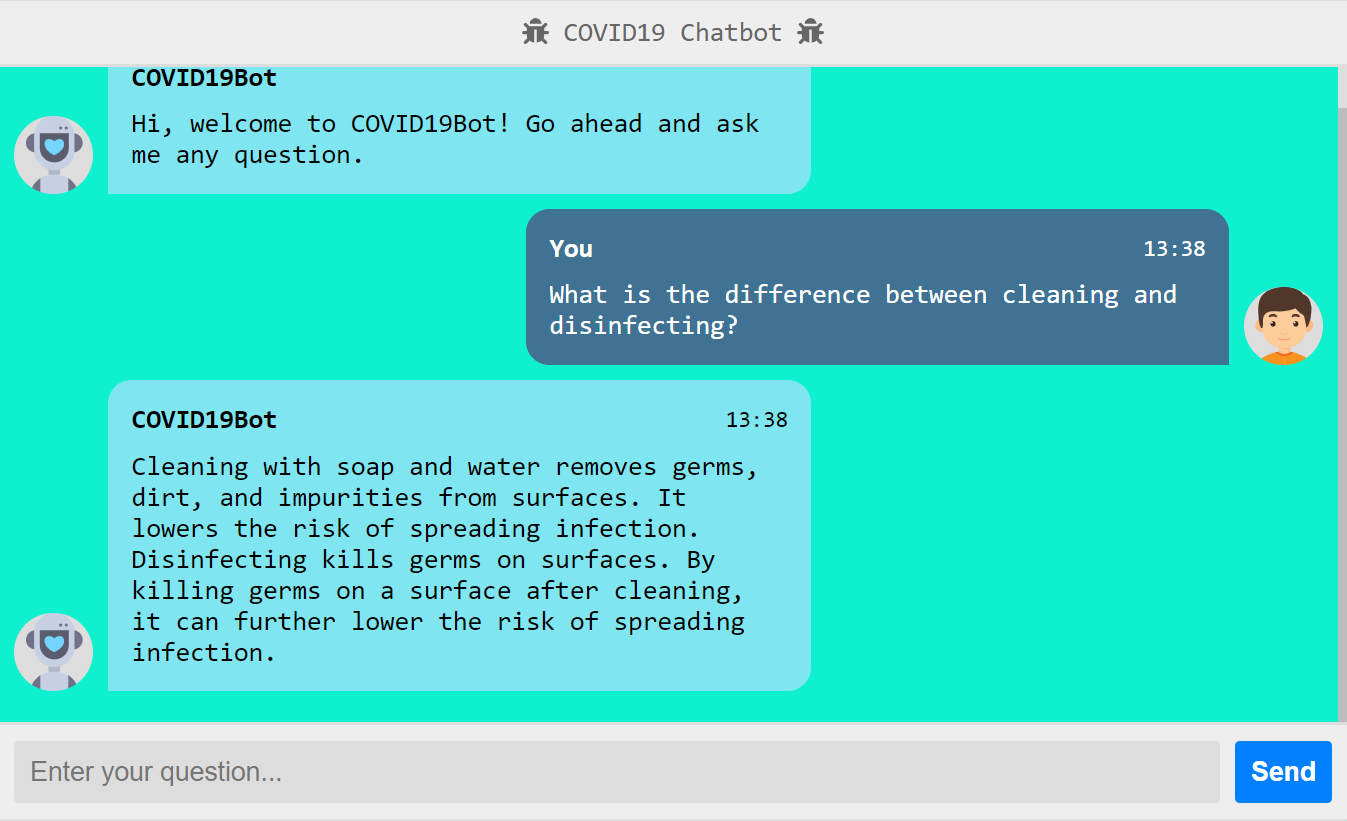 COVID19 Chatbot
COVID19Bot
Hi, welcome to COVID19Bot! Go ahead and ask
me any question.
You 13:38
What is the difference between cleaning and
disinfecting?
COVID19Bot 13:38
Cleaning with soap and water removes germs,
dirt, and impurities from surfaces. It
lowers the risk of spreading infection.
Disinfecting kills germs on surfaces. By
killing germs on a surface after cleaning,
it can further lower the risk of spreading
infection.
Enter your question... Send